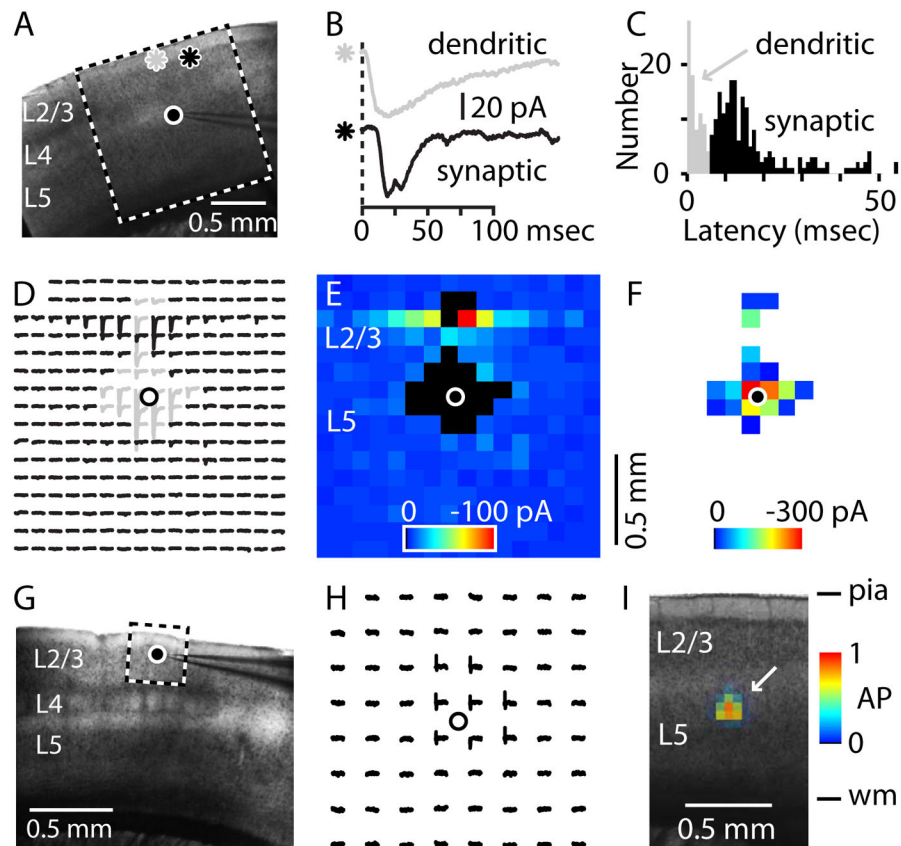 A
L2/3
L4
L5
0.5 mm
B
dendritic
20 pA
synaptic
0 50 100 msec
C
Number
20
0
dendritic
synaptic
0 50
Latency (msec)
D
E
L2/3
L5
0 -100 pA
0.5 mm
F
0 -300 pA
G
L2/3
L4
L5
0.5 mm
H
I
L2/3
L5
0.5 mm
pia
1
AP
0
wm